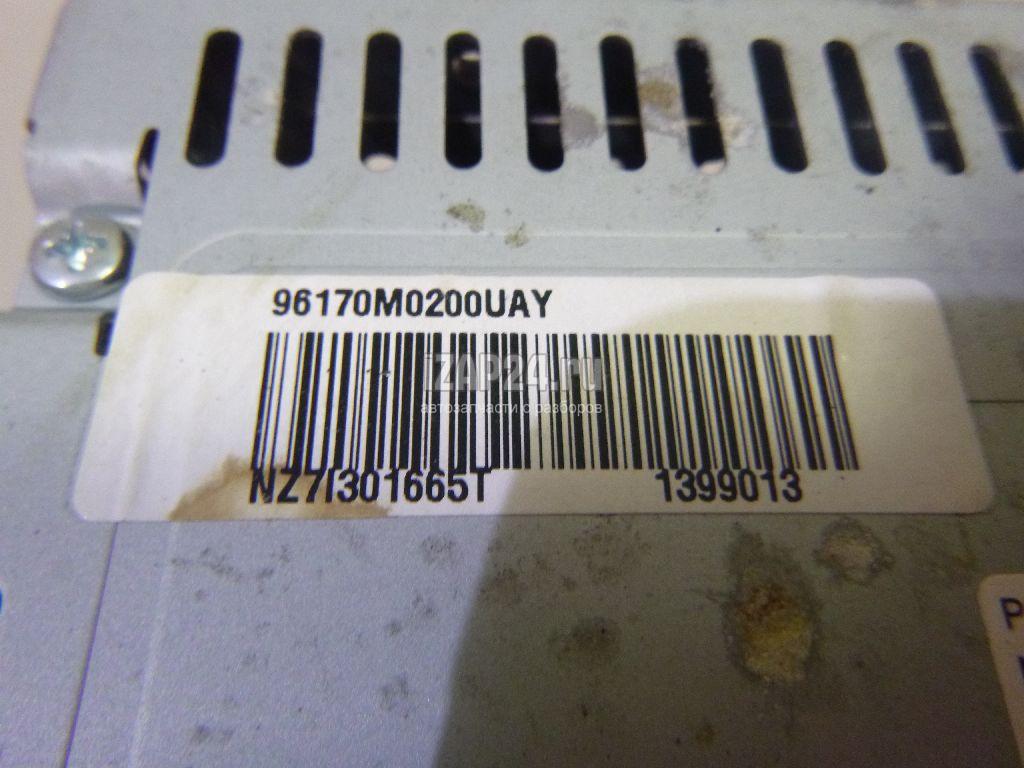 96170M0200UAY
iZAP24.ru
автозапчасти с разборов
NZ7I301665T 1399013
P